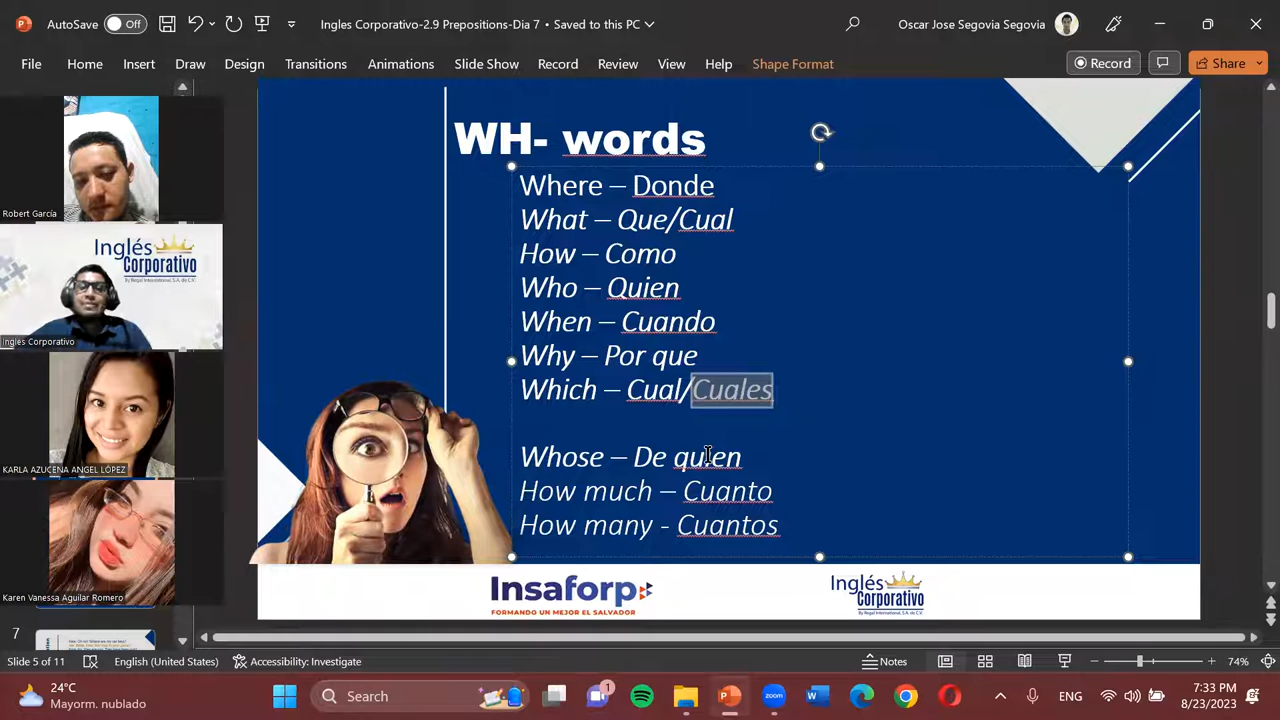 AutoSave Off Ingles Corporativo-2.9 Prepositions-Dia 7 • Saved to this PC Oscar Jose Segovia Segovia
File Home Insert Draw Design Transitions Animations Slide Show Record Review View Help Shape Format Record Share
Robert García
Inglés
Corporativo
By Regal International, S.A. de C.V.
Ingles Corporativo
KARLA AZUCENA ANGEL LÓPEZ
Karen Vanessa Aguilar Romero
7
WH- words
Where – Donde
What – Que/Cual
How – Como
Who – Quien
When – Cuando
Why – Por que
Which – Cual/Cuales
Whose – De quien
How much – Cuanto
How many - Cuantos
Insaforp
FORMANDO UN MEJOR EL SALVADOR
Inglés
Corporativo
By Regal International, S.A. de C.V.
Slide 5 of 11 English (United States) Accessibility: Investigate Notes 74%
24°C
Mayorm. nublado
Search
1
zoom
ENG
7:33 PM
8/23/2023